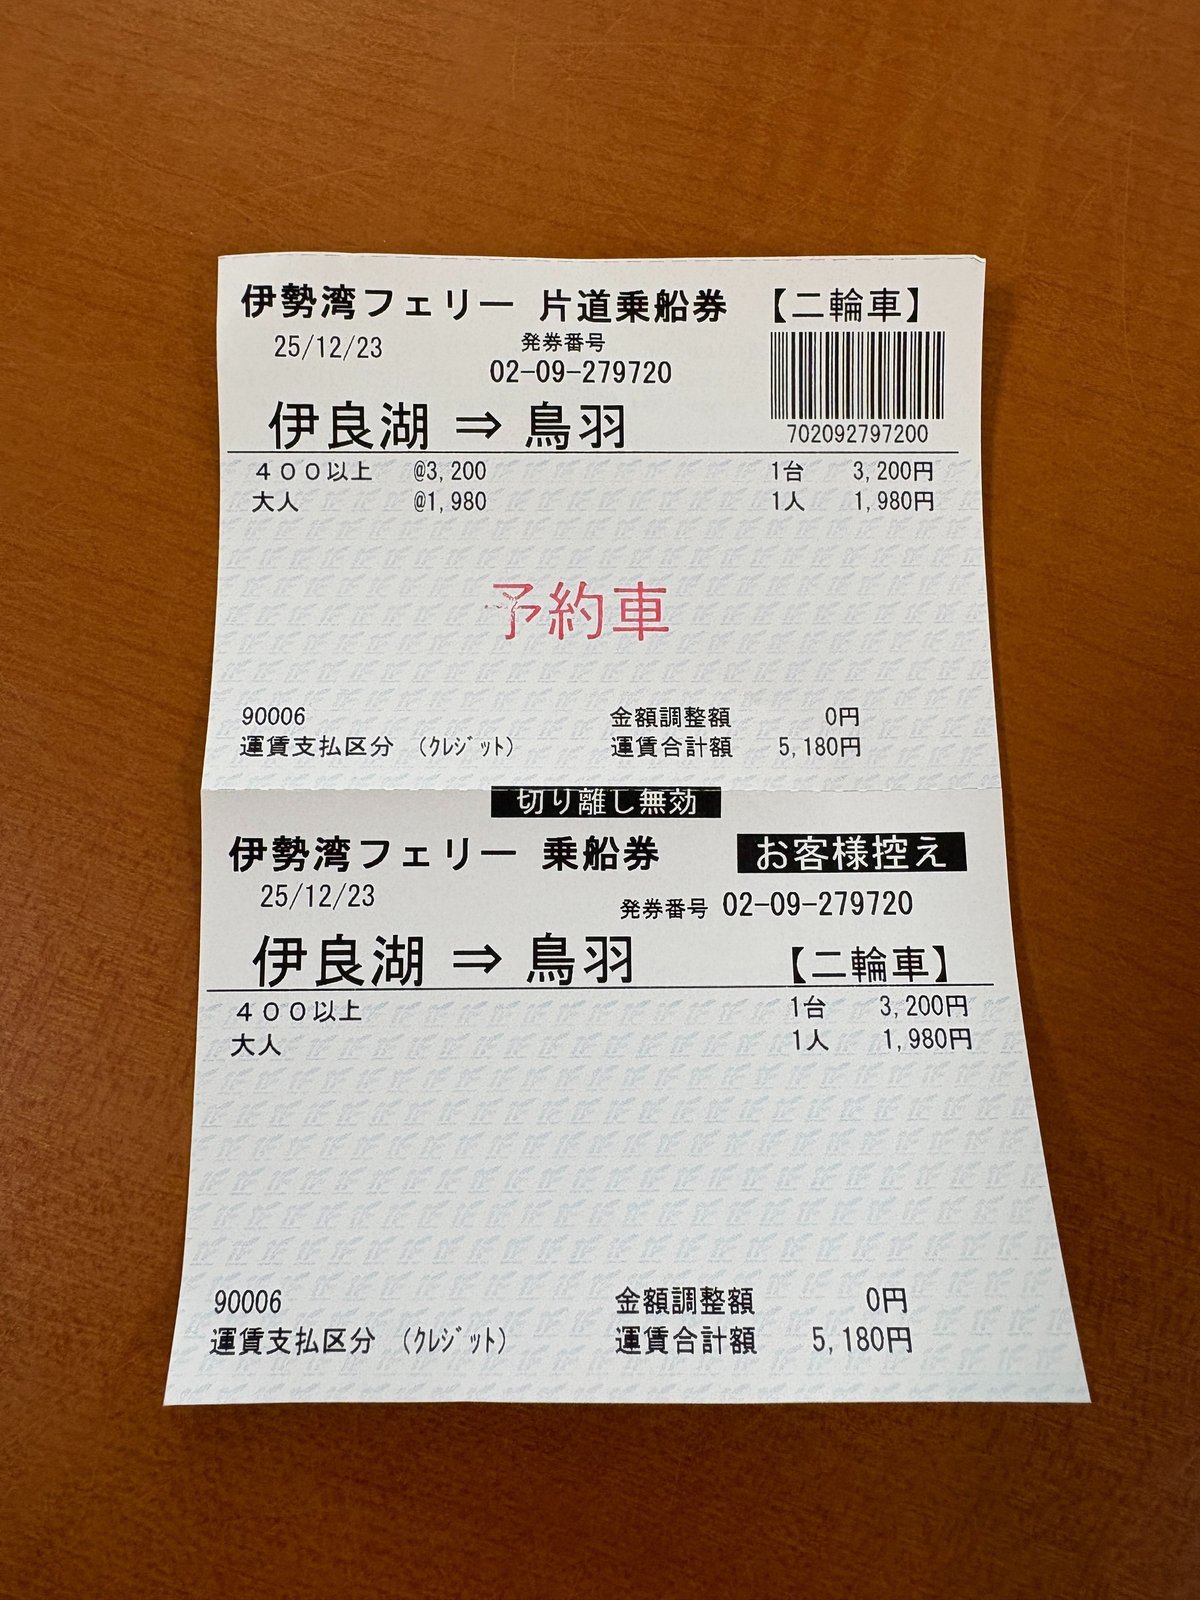 伊勢湾フェリー 片道乗船券 【二輪車】
25/12/23 発券番号
02-09-279720
伊良湖 ⇒ 鳥羽
702092797200
400以上 @3,200 1台 3,200円
大人 @1,980 1人 1,980円
予約車
90006 金額調整額 0円
運賃支払区分 (ｸﾚｼﾞｯﾄ) 運賃合計額 5,180円
切り離し無効
伊勢湾フェリー 乗船券 お客様控え
25/12/23 発券番号 02-09-279720
伊良湖 ⇒ 鳥羽 【二輪車】
400以上 1台 3,200円
大人 1人 1,980円
90006 金額調整額 0円
運賃支払区分 (ｸﾚｼﾞｯﾄ) 運賃合計額 5,180円